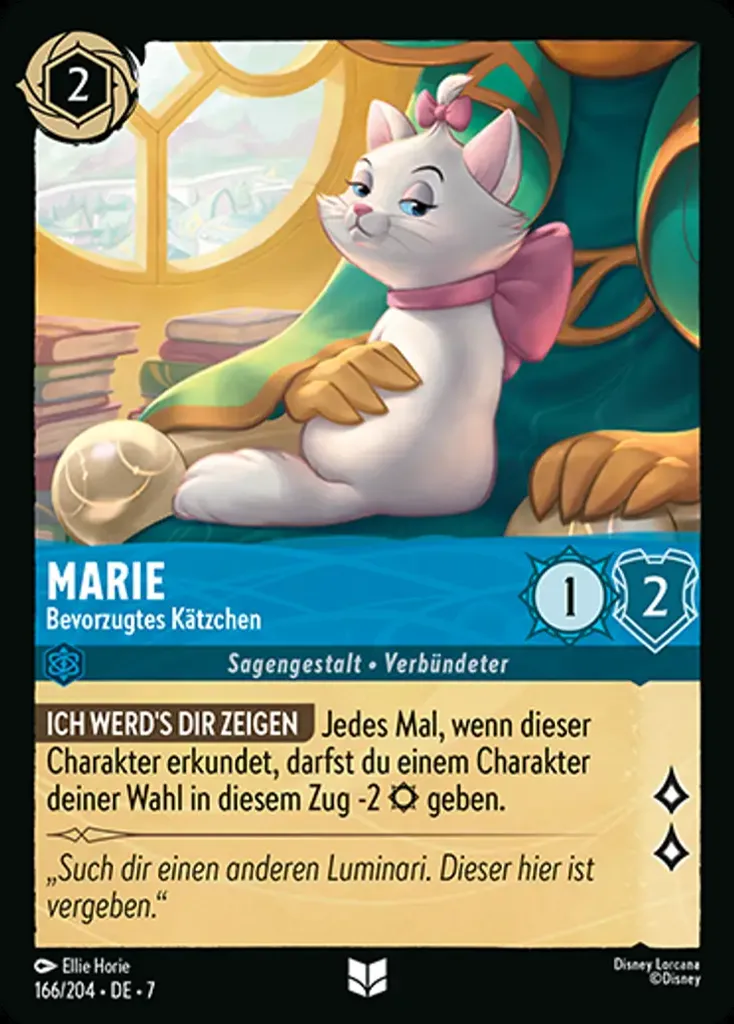 2
MARIE
Bevorzugtes Kätzchen
1 2
Sagengestalt • Verbündeter
ICH WERD'S DIR ZEIGEN Jedes Mal, wenn dieser
Charakter erkundet, darfst du einem Charakter
deiner Wahl in diesem Zug -2 geben.
„Such dir einen anderen Luminari. Dieser hier ist
vergeben.“
Ellie Horie
166/204 • DE • 7
Disney Lorcana
©Disney